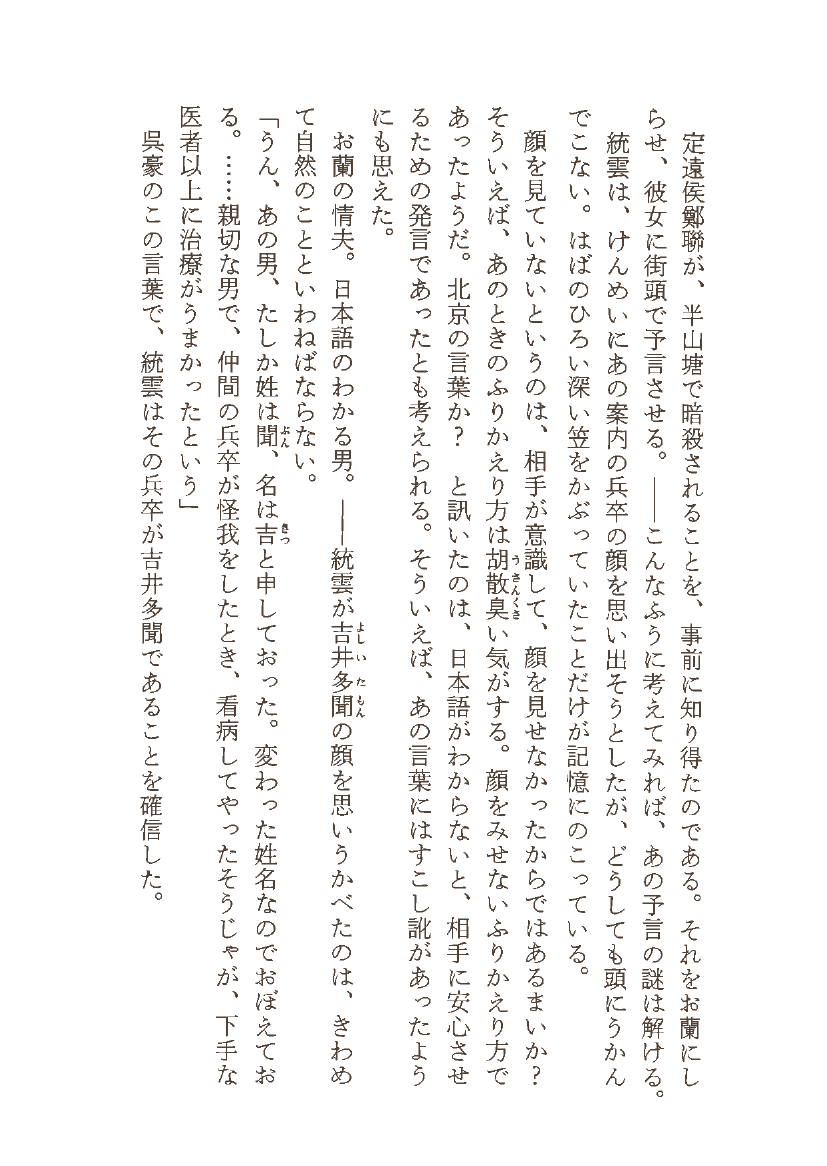 定遠侯鄭聯が、半山塘で暗殺されることを、事前に知り得たのである。それをお蘭にし
らせ、彼女に街頭で予言させる。――こんなふうに考えてみれば、あの予言の謎は解ける。
統雲は、けんめいにあの案内の兵卒の顔を思い出そうとしたが、どうしても頭にうかん
でこない。はばのひろい深い笠をかぶっていたことだけが記憶にのこっている。
顔を見ていないというのは、相手が意識して、顔を見せなかったからではあるまいか?
そういえば、あのときのふりかえり方は胡散臭い気がする。顔をみせないふりかえり方で
あったようだ。北京の言葉か? と訊いたのは、日本語がわからないと、相手に安心させ
るための発言であったとも考えられる。そういえば、あの言葉にはすこし訛があったよう
にも思えた。
お蘭の情夫。日本語のわかる男。――統雲が吉井多聞の顔を思いうかべたのは、きわめ
て自然のことといわねばならない。
「うん、あの男、たしか姓は聞、名は吉と申しておった。変わった姓名なのでおぼえてお
る。……親切な男で、仲間の兵卒が怪我をしたとき、看病してやったそうじゃが、下手な
医者以上に治療がうまかったという」
呉豪のこの言葉で、統雲はその兵卒が吉井多聞であることを確信した。